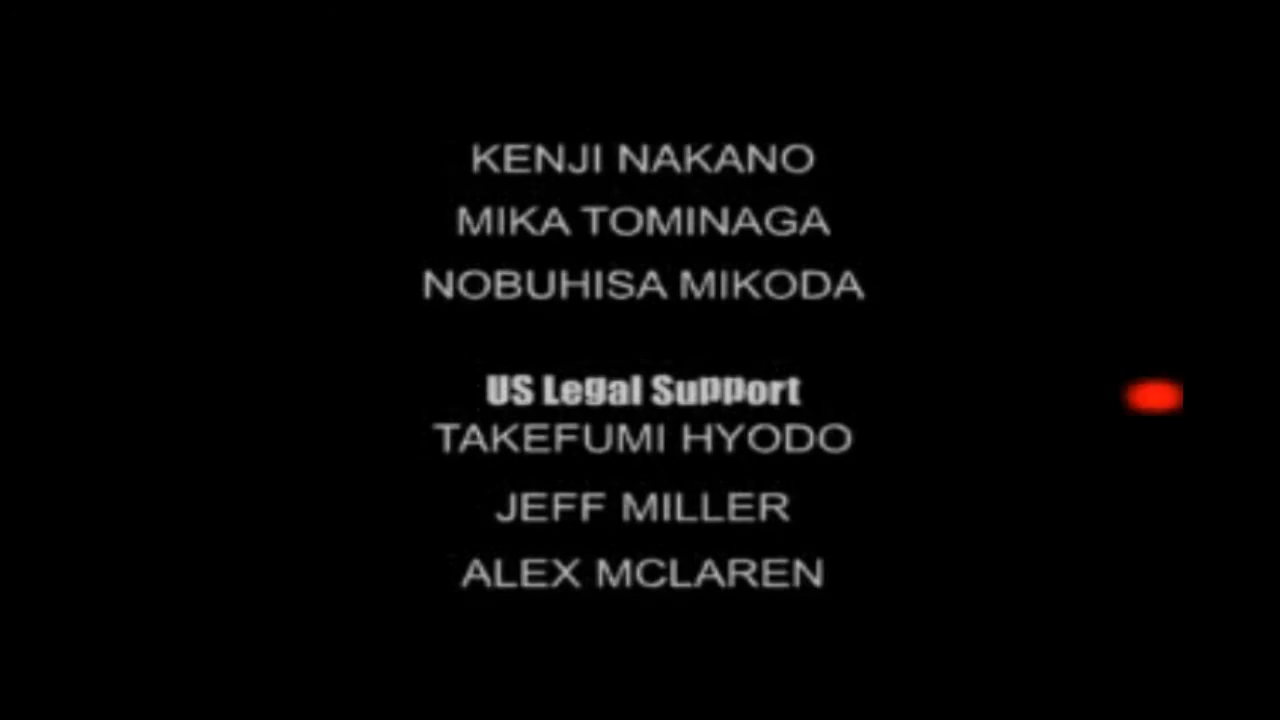 KENJI NAKANO
MIKA TOMINAGA
NOBUHISA MIKODA
US Legal Support
TAKEFUMI HYODO
JEFF MILLER
ALEX MCLAREN